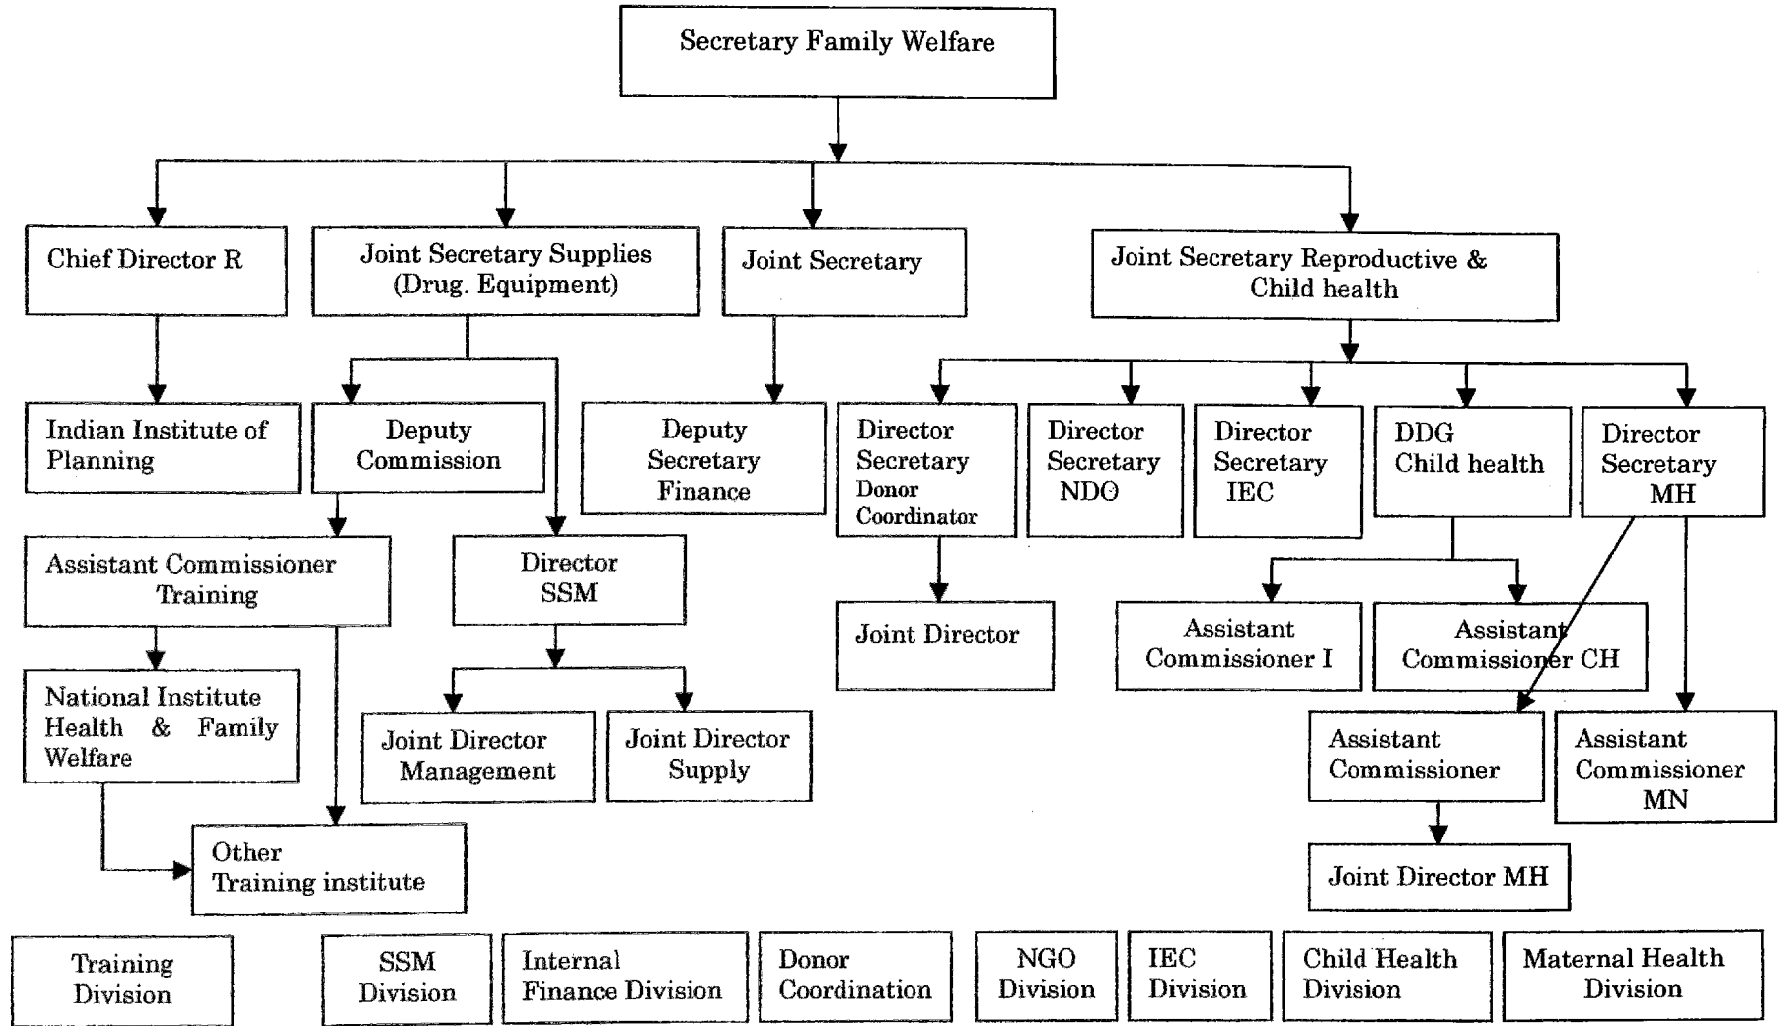 Secretary Family Welfare
Chief Director R
Joint Secretary Supplies
(Drug. Equipment)
Joint Secretary
Joint Secretary Reproductive &
Child health
Indian Institute of
Planning
Deputy
Commission
Deputy
Secretary
Finance
Director
Secretary
Donor
Coordinator
Director
Secretary
NDO
Director
Secretary
IEC
DDG
Child health
Director
Secretary
MH
Assistant Commissioner
Training
Director
SSM
Joint Director
Assistant
Commissioner I
Assistant
Commissioner CH
National Institute
Health & Family
Welfare
Joint Director
Management
Joint Director
Supply
Assistant
Commissioner
Assistant
Commissioner
MN
Other
Training institute
Joint Director MH
Training
Division
SSM
Division
Internal
Finance Division
Donor
Coordination
NGO
Division
IEC
Division
Child Health
Division
Maternal Health
Division